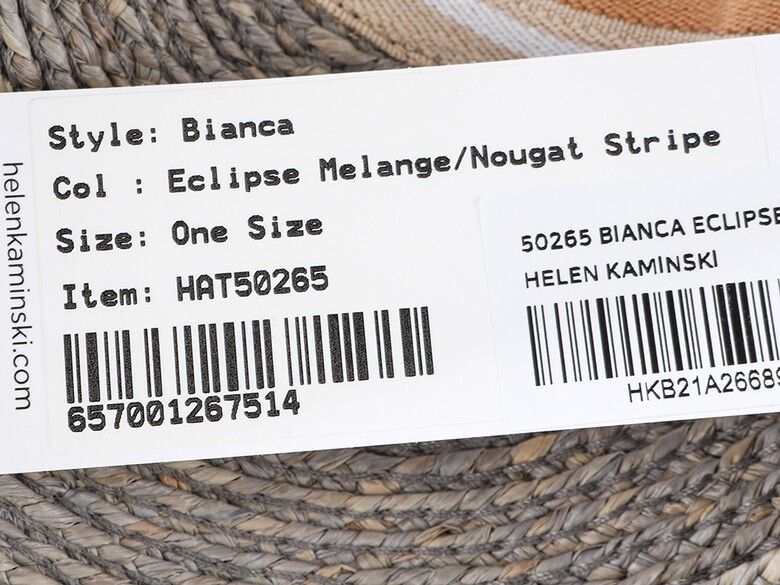 helenkaminski.com
Style: Bianca
Col : Eclipse Melange/Nougat Stripe
Size: One Size
Item: HAT50265
657001267514
50265 BIANCA ECLIPSE
HELEN KAMINSKI
HKB21A26689